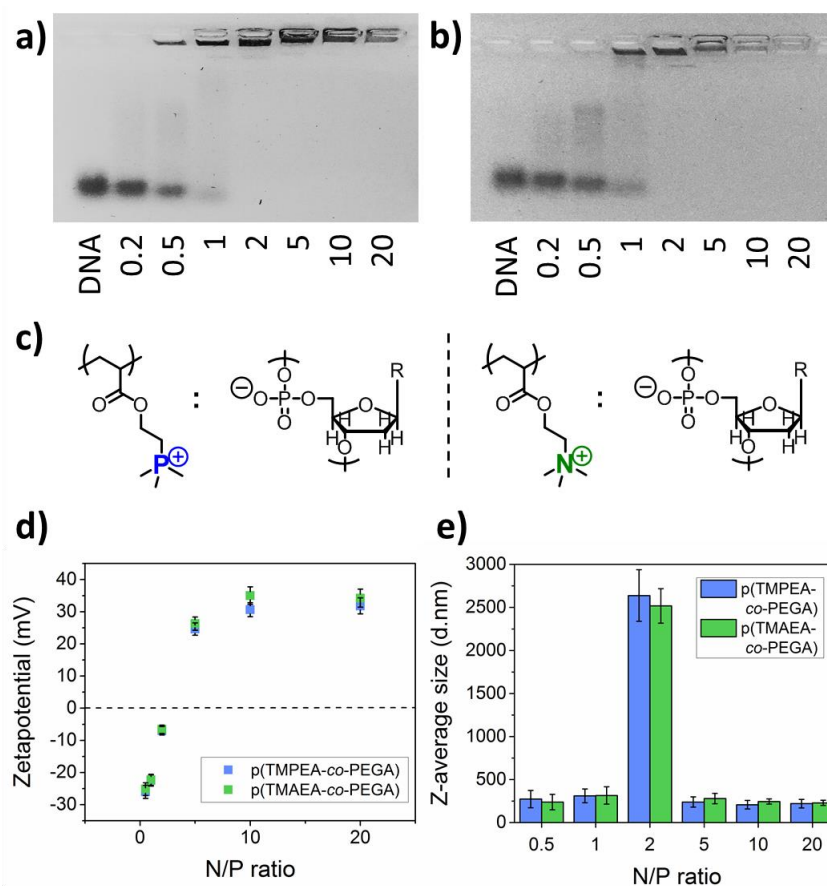 a)
b)
DNA 0.2 0.5 1 2 5 10 20
DNA 0.2 0.5 1 2 5 10 20
c)
O O P⊕ : ⊖O P O O O O R H H H H O
O O N⊕ : ⊖O P O O O O R H H H H O
d)
Zetapotential (mV)
40
30
20
10
0
-10
-20
-30
p(TMPEA-co-PEGA)
p(TMAEA-co-PEGA)
0 10 20
N/P ratio
e)
Z-average size (d.nm)
3000
2500
2000
1500
1000
500
0
p(TMPEA-
co-PEGA)
p(TMAEA-
co-PEGA)
0.5 1 2 5 10 20
N/P ratio